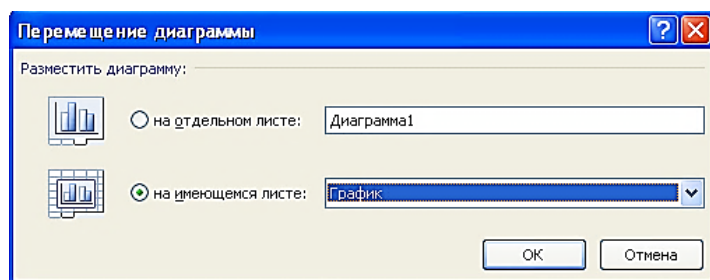 Перемещение диаграммы
Разместить диаграмму:
на отдельном листе: Диаграмма1
на имеющемся листе: График
ОК Отмена